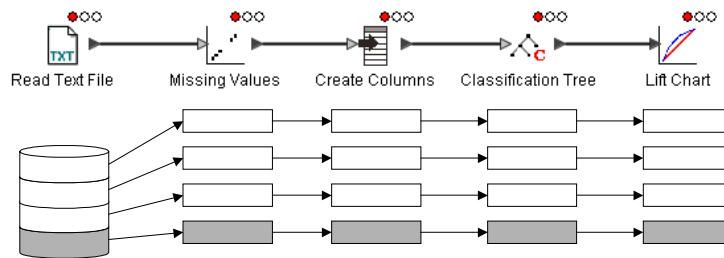 TXT
Read Text File
Missing Values
Create Columns
C
Classification Tree
Lift Chart